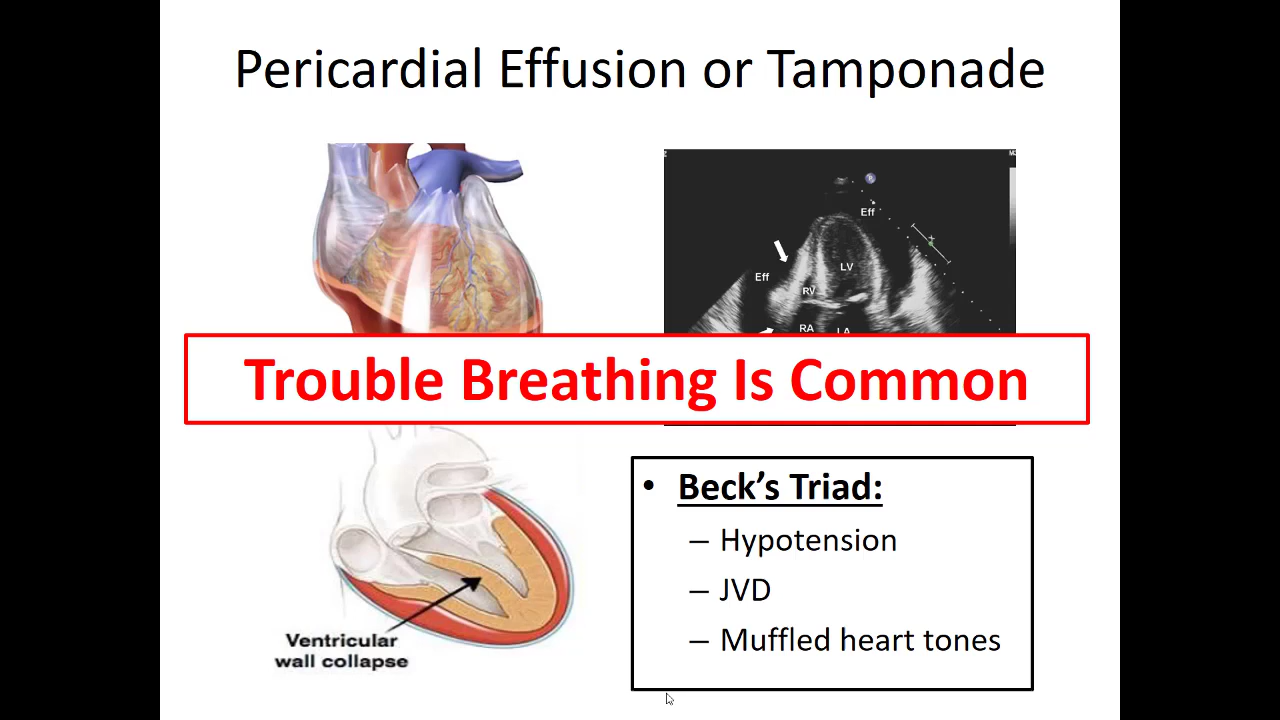 Pericardial Effusion or Tamponade
Eff
Eff
LV
RV
RA
LA
Trouble Breathing Is Common
Ventricular
wall collapse
• Beck's Triad:
– Hypotension
– JVD
– Muffled heart tones